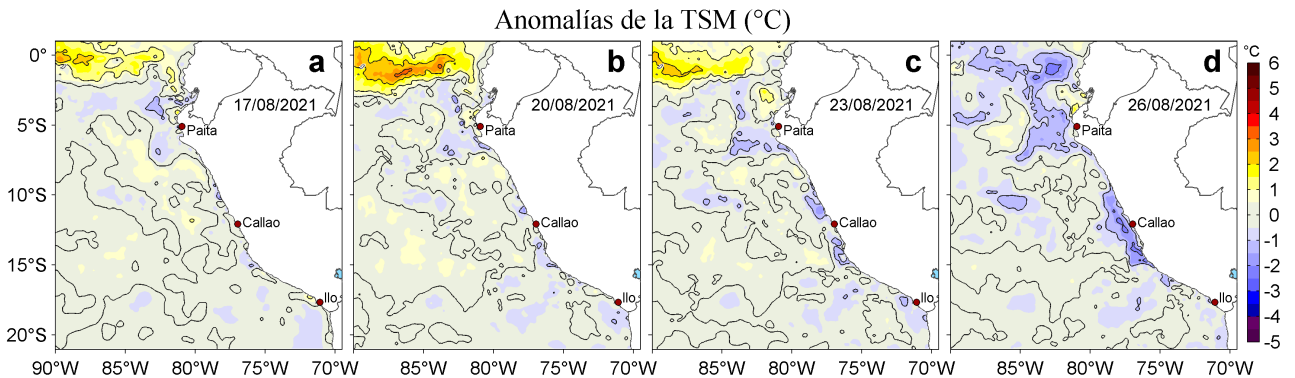 Anomalías de la TSM (°C)
a b c d
17/08/2021 20/08/2021 23/08/2021 26/08/2021
0°
5°S
10°S
15°S
20°S
Paita Paita Paita Paita
Callao Callao Callao Callao
Ilo Ilo Ilo Ilo
90°W 85°W 80°W 75°W 70°W 85°W 80°W 75°W 70°W 85°W 80°W 75°W 70°W 85°W 80°W 75°W 70°W
°C
6
5
4
3
2
1
0
-1
-2
-3
-4
-5